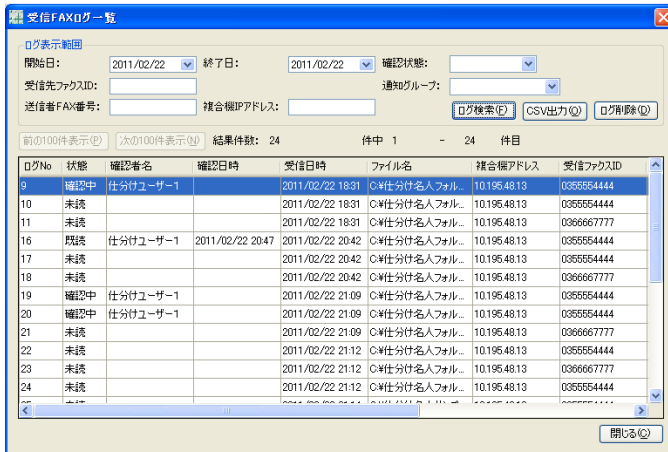 受信FAXログ一覧
ログ表示範囲
開始日: 2011/02/22 終了日: 2011/02/22 確認状態:
受信先ファクスID: 通知グループ:
送信者FAX番号: 複合機IPアドレス: ログ検索(F) CSV出力(O) ログ削除(D)
前の100件表示(P) 次の100件表示(N) 結果件数: 24 件中 1 - 24 件目
ログNo 状態 確認者名 確認日時 受信日時 ファイル名 複合機アドレス 受信ファクスID
9 確認中 仕分けユーザー1 2011/02/22 18:31 C:¥仕分け名人フォル... 10.195.48.13 0355554444
10 未読 2011/02/22 18:31 C:¥仕分け名人フォル... 10.195.48.13 0355554444
11 未読 2011/02/22 18:31 C:¥仕分け名人フォル... 10.195.48.13 0366667777
16 既読 仕分けユーザー1 2011/02/22 20:47 2011/02/22 20:42 C:¥仕分け名人フォル... 10.195.48.13 0355554444
17 未読 2011/02/22 20:42 C:¥仕分け名人フォル... 10.195.48.13 0355554444
18 未読 2011/02/22 20:42 C:¥仕分け名人フォル... 10.195.48.13 0366667777
19 確認中 仕分けユーザー1 2011/02/22 21:09 C:¥仕分け名人フォル... 10.195.48.13 0355554444
20 確認中 仕分けユーザー1 2011/02/22 21:09 C:¥仕分け名人フォル... 10.195.48.13 0355554444
21 未読 2011/02/22 21:09 C:¥仕分け名人フォル... 10.195.48.13 0366667777
22 未読 2011/02/22 21:12 C:¥仕分け名人フォル... 10.195.48.13 0355554444
23 未読 2011/02/22 21:12 C:¥仕分け名人フォル... 10.195.48.13 0366667777
24 未読 2011/02/22 21:12 C:¥仕分け名人フォル... 10.195.48.13 0355554444
閉じる(C)